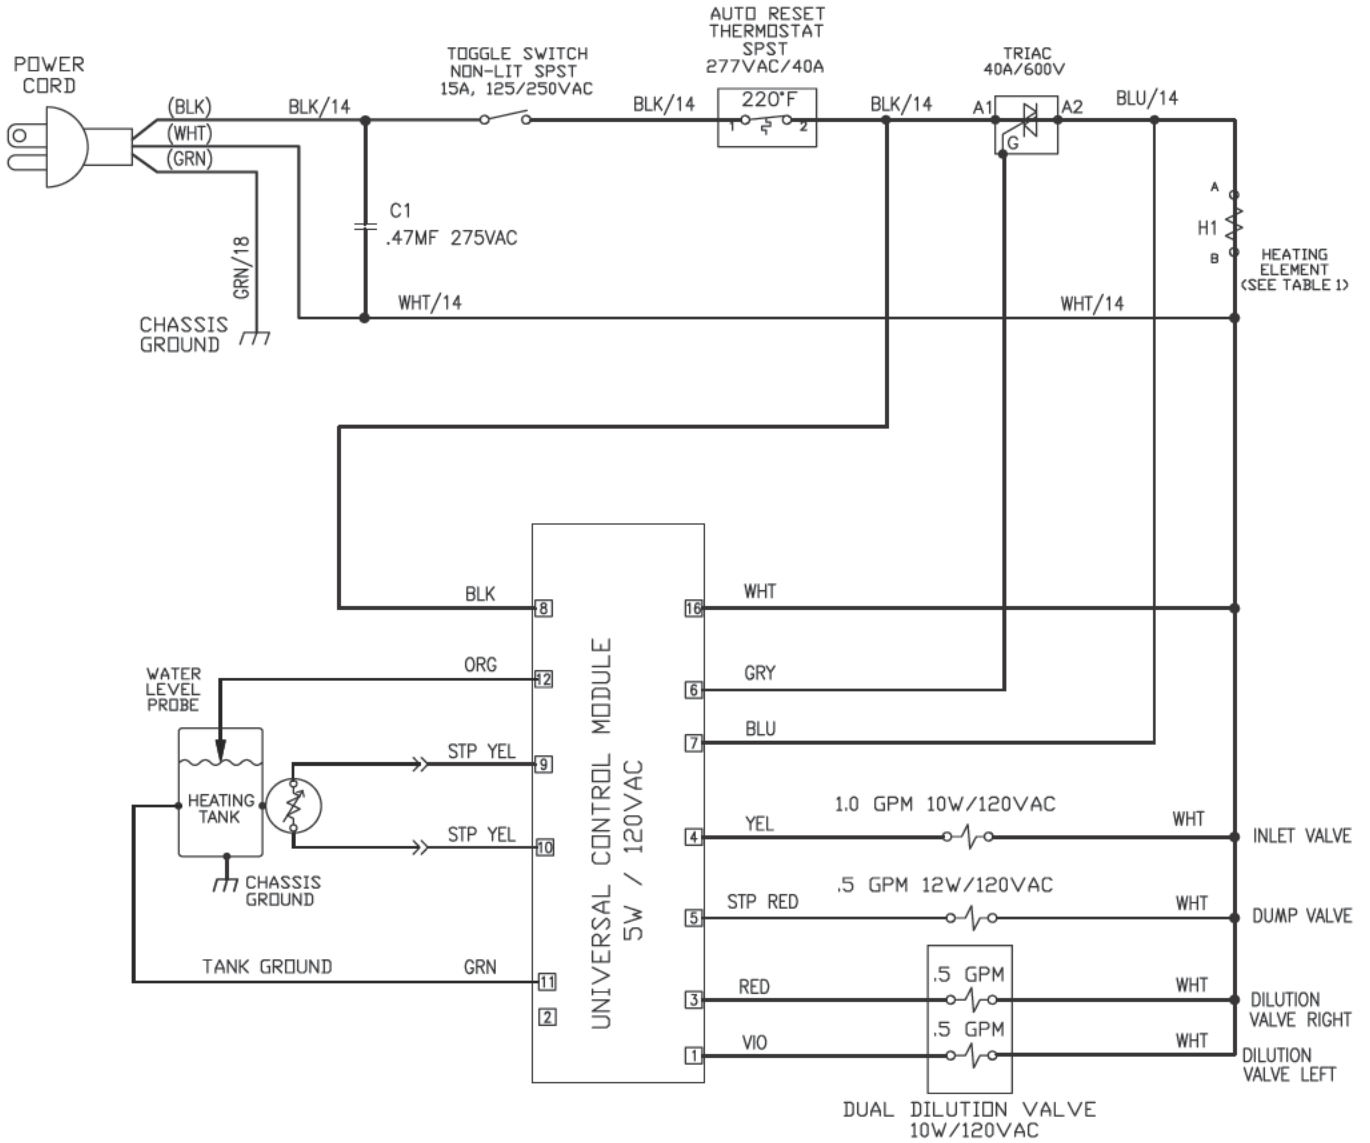 AUTO RESET
THERMOSTAT
SPST
277VAC/40A
TOGGLE SWITCH
NON-LIT SPST
15A, 125/250VAC
TRIAC
40A/600V
POWER
CORD
(BLK)
BLK/14
BLK/14
220°F
1
2
BLK/14
A1
A2
G
BLU/14
(WHT)
(GRN)
GRN/18
C1
.47MF 275VAC
A
H1
B
HEATING
ELEMENT
(SEE TABLE 1)
WHT/14
WHT/14
CHASSIS
GROUND
UNIVERSAL CONTROL MODULE
5W / 120VAC
BLK
8
16
WHT
ORG
12
6
GRY
WATER
LEVEL
PROBE
7
BLU
STP YEL
9
HEATING
TANK
STP YEL
10
4
YEL
1.0 GPM 10W/120VAC
WHT
INLET VALVE
CHASSIS
GROUND
5
STP RED
.5 GPM 12W/120VAC
WHT
DUMP VALVE
TANK GROUND
GRN
11
2
3
RED
.5 GPM
WHT
DILUTION
VALVE RIGHT
1
VIO
.5 GPM
WHT
DILUTION
VALVE LEFT
DUAL DILUTION VALVE
10W/120VAC